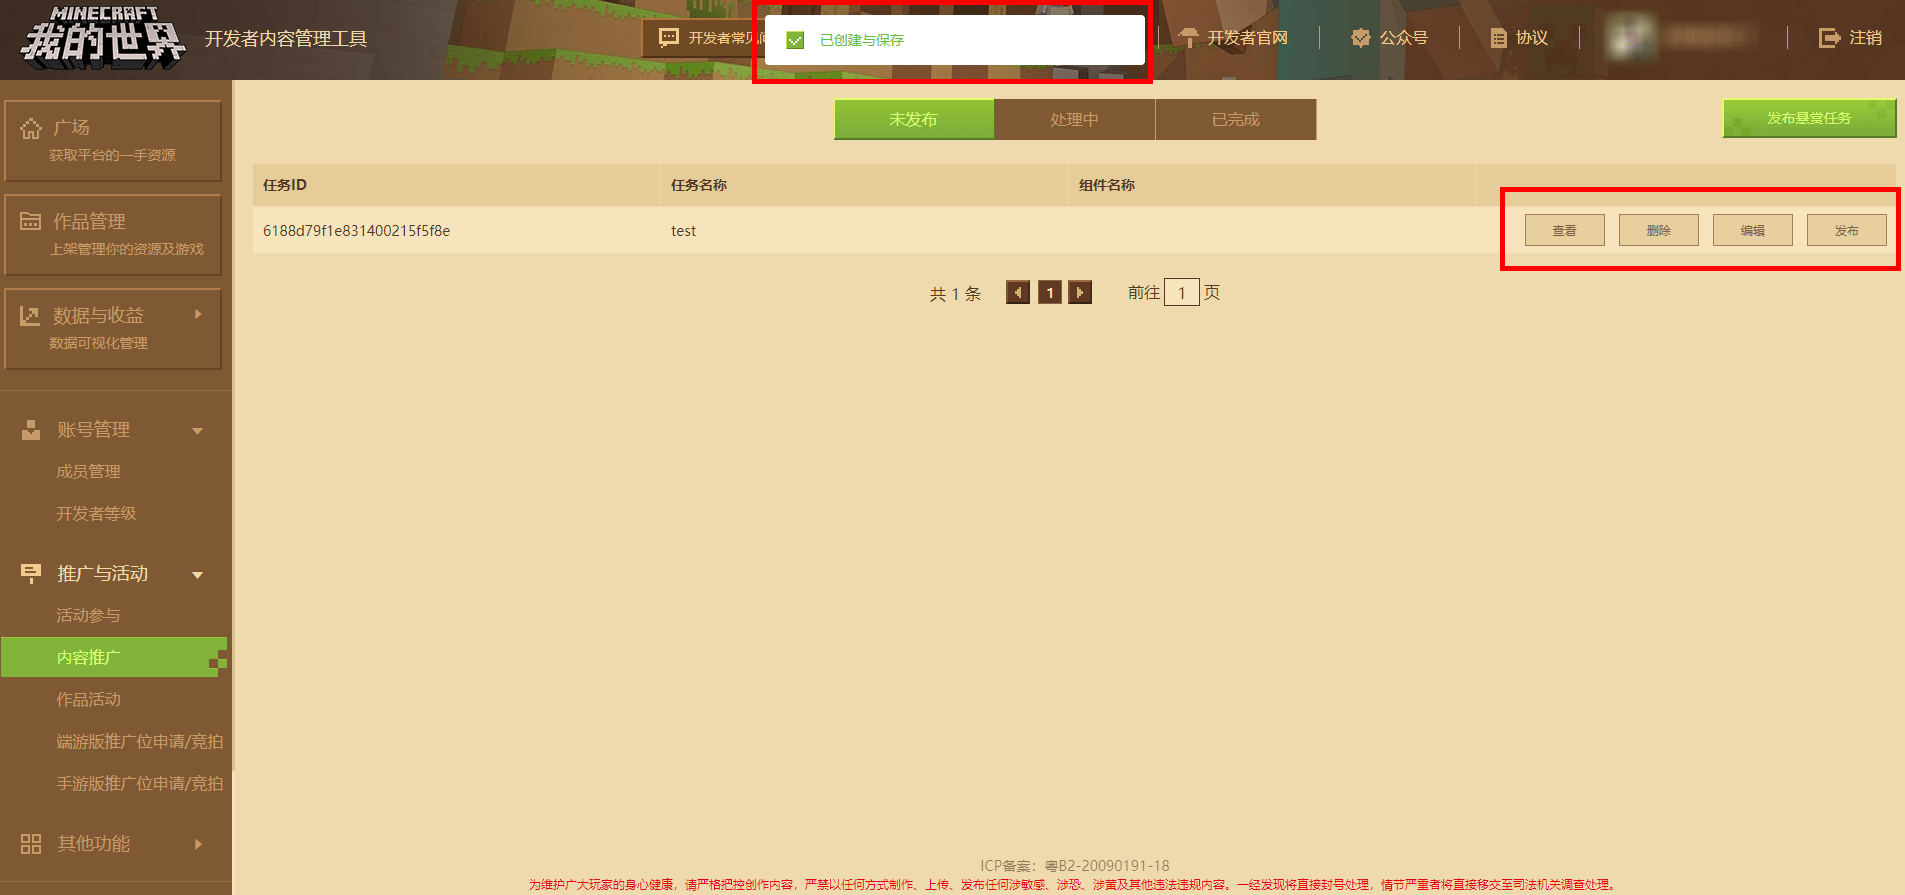 MINECRAFT
我的世界
开发者内容管理工具
开发者常见
已创建与保存
开发者官网
公众号
协议
注销
广场
获取平台的一手资源
作品管理
上架管理你的资源及游戏
数据与收益
数据可视化管理
账号管理
成员管理
开发者等级
推广与活动
活动参与
内容推广
作品活动
端游版推广位申请/竞拍
手游版推广位申请/竞拍
其他功能
未发布 处理中 已完成
发布悬赏任务
任务ID 任务名称 组件名称
6188d79f1e831400215f5f8e test 查看 删除 编辑 发布
共 1 条 1 前往 1 页
ICP备案：粤B2-20090191-18
为维护广大玩家的身心健康，请严格把控创作内容，严禁以任何方式制作、上传、发布任何涉敏感、涉恐、涉黄及其他违法违规内容。一经发现将直接封号处理，情节严重者将直接移交至司法机关调查处理。